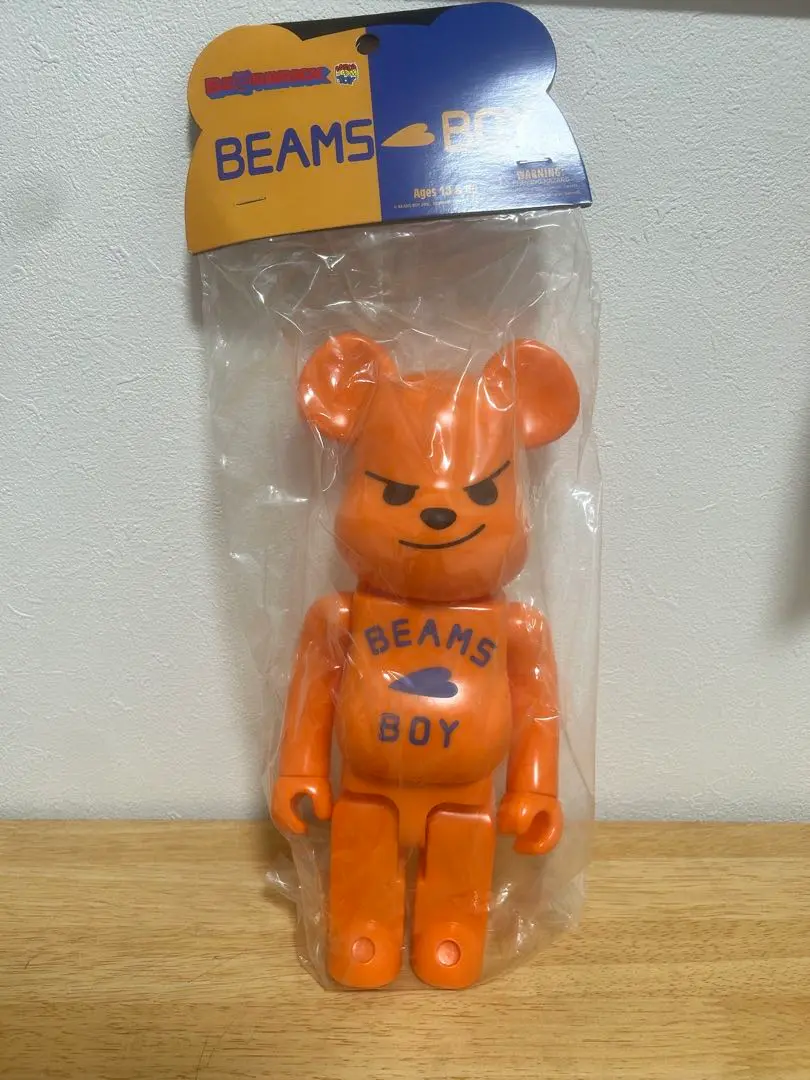 BE@RBRICK
BEAMS BOY
WARNING:
Ages 15 & up
BEAMS
BOY